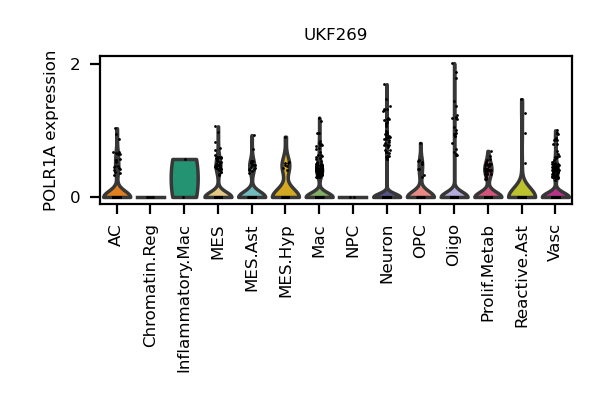 UKF269
POLR1A expression
2
0
AC
Chromatin.Reg
Inflammatory.Mac
MES
MES.Ast
MES.Hyp
Mac
NPC
Neuron
OPC
Oligo
Prolif.Metab
Reactive.Ast
Vasc